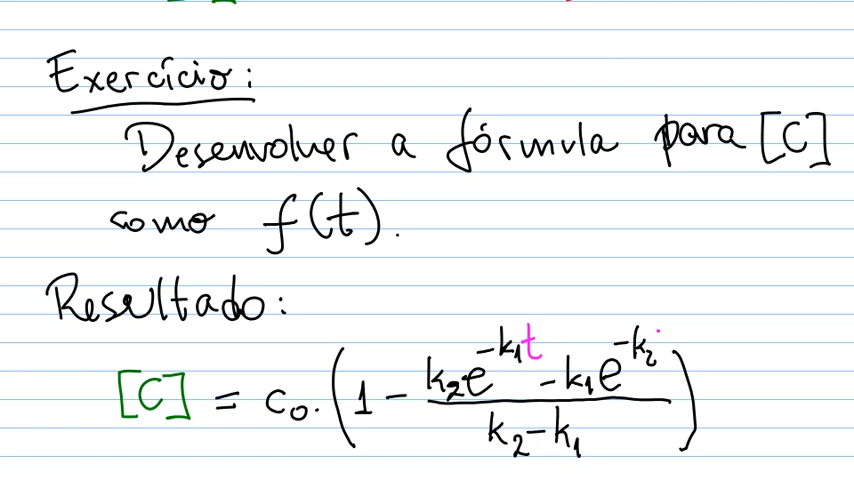 Exercício:
Desenvolver a fórmula para [C]
como f(t).
Resultado:
[C] = c₀·(1 - (k₂e^(-k₁t) - k₁e^(-k₂))/(k₂-k₁))